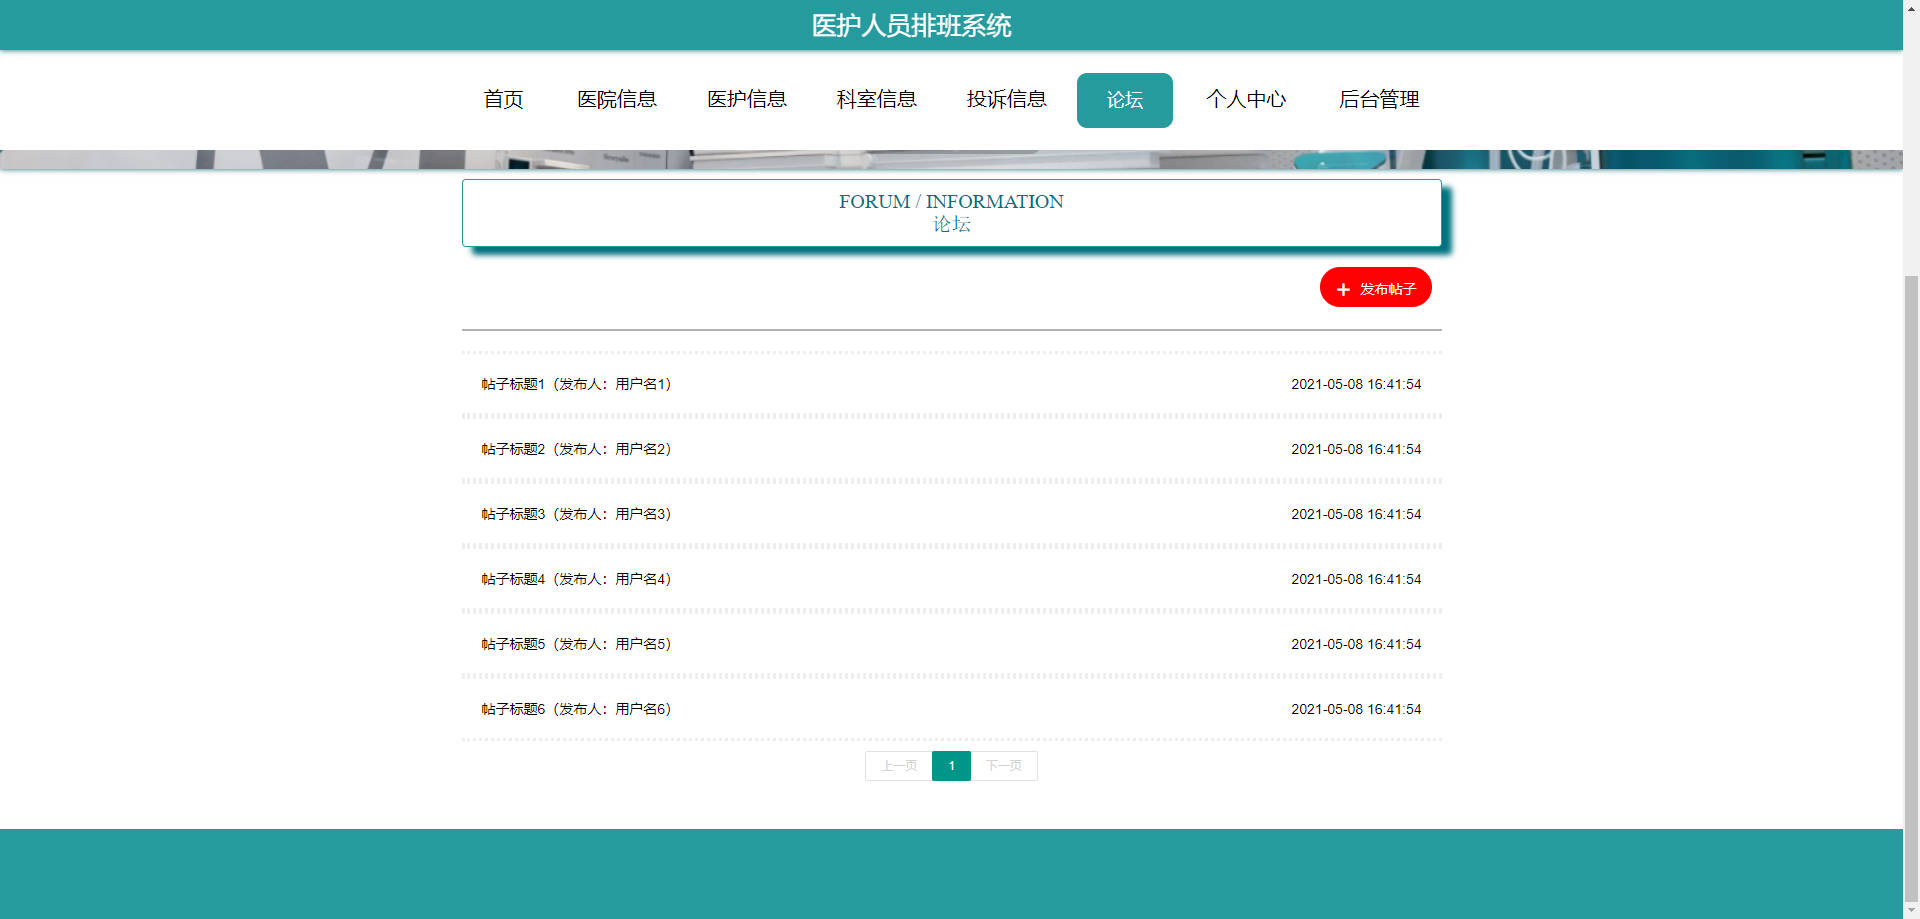 医护人员排班系统
首页 医院信息 医护信息 科室信息 投诉信息 论坛 个人中心 后台管理
FORUM / INFORMATION
论坛
+ 发布帖子
帖子标题1（发布人：用户名1） 2021-05-08 16:41:54
帖子标题2（发布人：用户名2） 2021-05-08 16:41:54
帖子标题3（发布人：用户名3） 2021-05-08 16:41:54
帖子标题4（发布人：用户名4） 2021-05-08 16:41:54
帖子标题5（发布人：用户名5） 2021-05-08 16:41:54
帖子标题6（发布人：用户名6） 2021-05-08 16:41:54
上一页 1 下一页